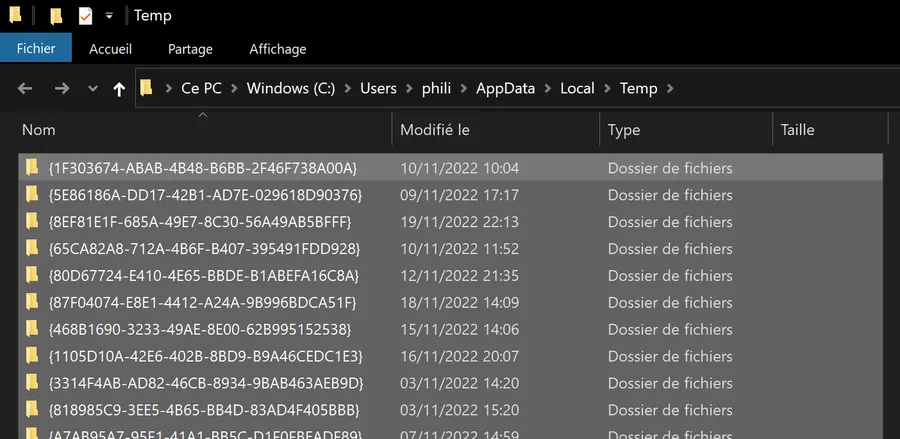 Temp
Fichier Accueil Partage Affichage
Ce PC Windows (C:) Users phili AppData Local Temp
Nom Modifié le Type Taille
{1F303674-ABAB-4B48-B6BB-2F46F738A00A} 10/11/2022 10:04 Dossier de fichiers
{5E86186A-DD17-42B1-AD7E-029618D90376} 09/11/2022 17:17 Dossier de fichiers
{8EF81E1F-685A-49E7-8C30-56A49AB5BFFF} 19/11/2022 22:13 Dossier de fichiers
{65CA82A8-712A-4B6F-B407-395491FDD928} 10/11/2022 11:52 Dossier de fichiers
{80D67724-E410-4E65-BBDE-B1ABEFA16C8A} 12/11/2022 21:35 Dossier de fichiers
{87F04074-E8E1-4412-A24A-9B996BDCA51F} 18/11/2022 14:09 Dossier de fichiers
{468B1690-3233-49AE-8E00-62B995152538} 15/11/2022 14:06 Dossier de fichiers
{1105D10A-42E6-402B-8BD9-B9A46CEDC1E3} 16/11/2022 20:07 Dossier de fichiers
{3314F4AB-AD82-46CB-8934-9BAB463AEB9D} 03/11/2022 14:20 Dossier de fichiers
{818985C9-3EE5-4B65-BB4D-83AD4F405BBB} 03/11/2022 15:20 Dossier de fichiers
{A7AB95A7-95F1-41A1-BB5C-D1F0FBFADF89} 07/11/2022 14:59 Dossier de fichiers